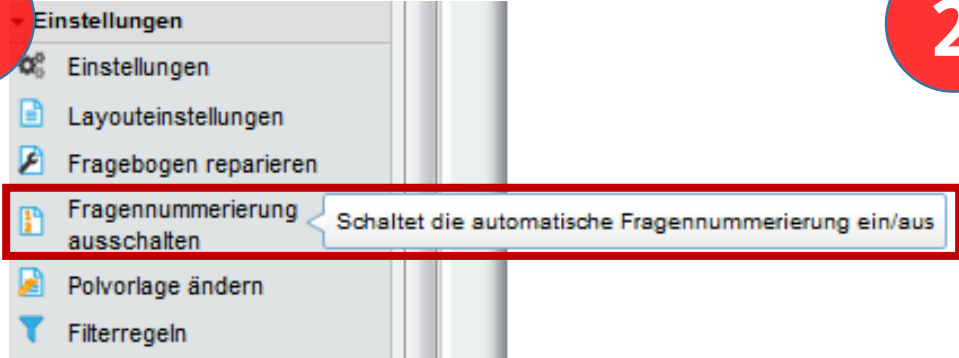 Einstellungen
2
Einstellungen
Layouteinstellungen
Fragebogen reparieren
Fragennummerierung
ausschalten
Schaltet die automatische Fragennummerierung ein/aus
Polvorlage ändern
Filterregeln